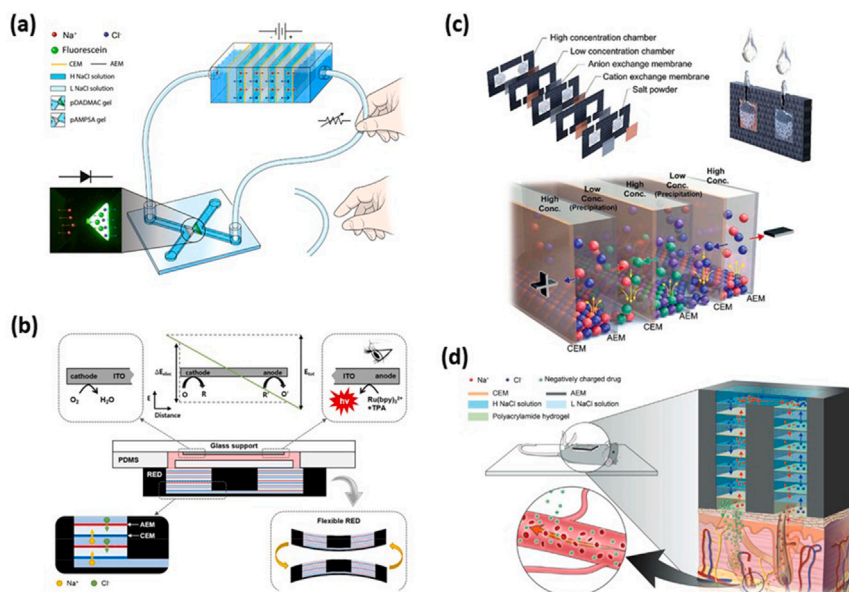 (a)
Na⁺ Cl⁻
Fluorescein
CEM AEM
H NaCl solution
L NaCl solution
pDADMAC gel
pAMPSA gel
- +
(b)
cathode ITO
O₂ H₂O
ΔEelec
cathode anode
O R R' O'
E
Distance
Etot
ITO anode
hν
Ru(bpy)₃²⁺
+TPA
Glass support
PDMS
RED
AEM
CEM
Na⁺ Cl⁻
Flexible RED
(c)
High concentration chamber
Low concentration chamber
Anion exchange membrane
Cation exchange membrane
Salt powder
High
Conc.
Low
Conc.
(Precipitation)
High
Conc.
Low
Conc.
(Precipitation)
High
Conc.
CEM
AEM
CEM
AEM
CEM
AEM
(d)
Na⁺ Cl⁻ Negatively charged drug
CEM AEM
H NaCl solution L NaCl solution
Polyacrylamide hydrogel